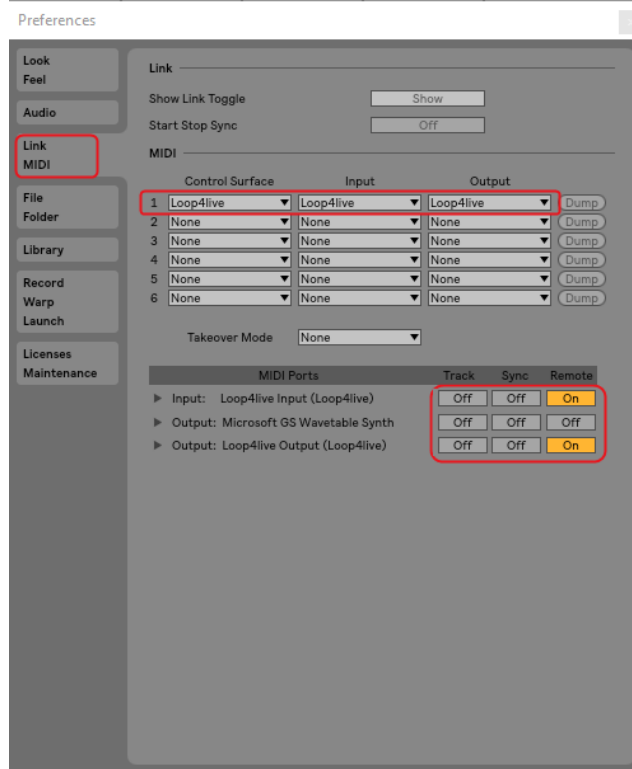 Preferences
Look
Feel
Audio
Link
MIDI
File
Folder
Library
Record
Warp
Launch
Licenses
Maintenance
Link
Show Link Toggle Show
Start Stop Sync Off
MIDI
Control Surface Input Output
1 Loop4live Loop4live Loop4live Dump
2 None None None Dump
3 None None None Dump
4 None None None Dump
5 None None None Dump
6 None None None Dump
Takeover Mode None
MIDI Ports Track Sync Remote
Input: Loop4live Input (Loop4live) Off Off On
Output: Microsoft GS Wavetable Synth Off Off Off
Output: Loop4live Output (Loop4live) Off Off On